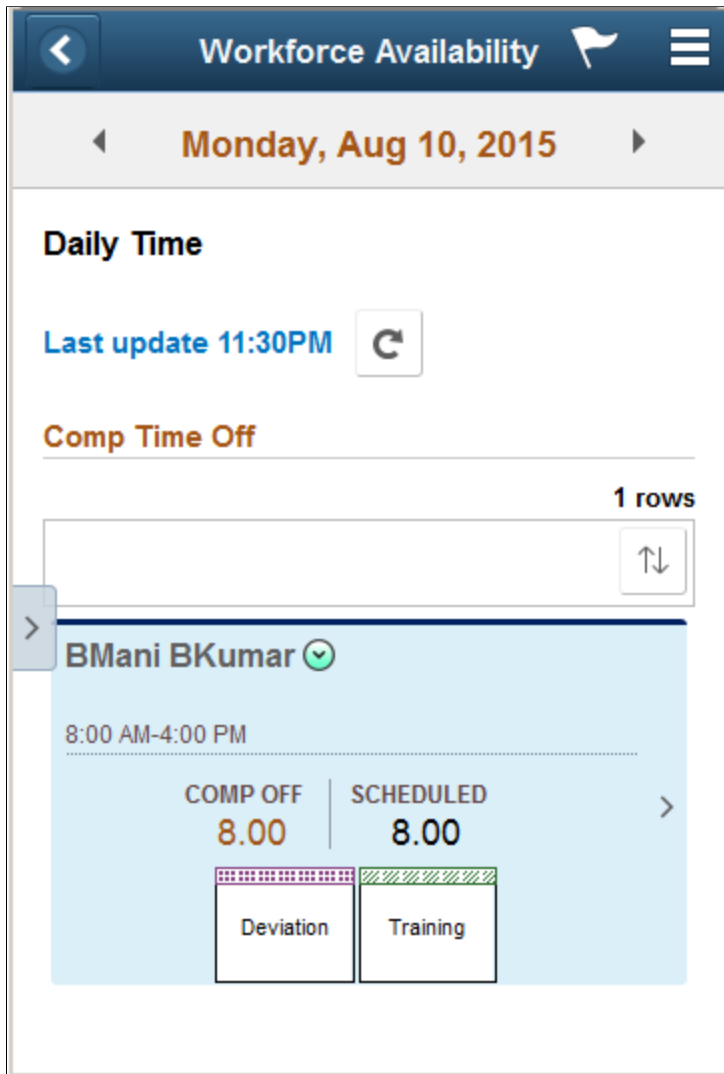 Workforce Availability
Monday, Aug 10, 2015
Daily Time
Last update 11:30PM
Comp Time Off
1 rows
BMani BKumar
8:00 AM-4:00 PM
COMP OFF SCHEDULED
8.00 8.00
Deviation Training